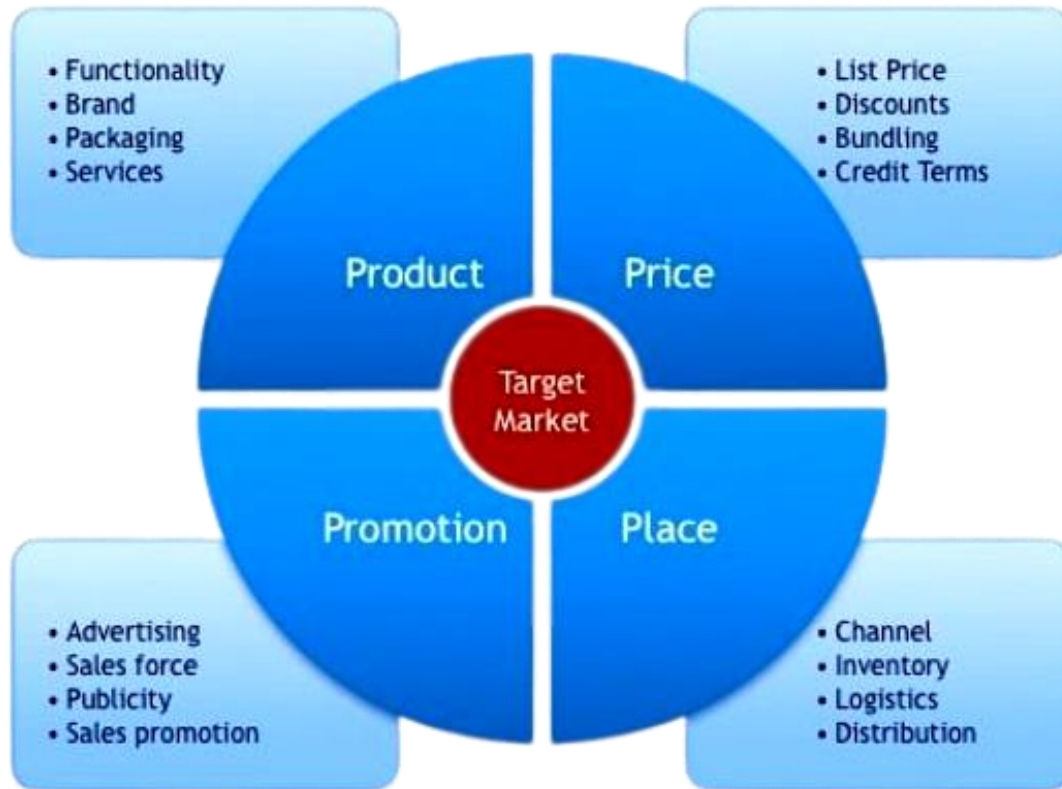 • Functionality
• Brand
• Packaging
• Services
• List Price
• Discounts
• Bundling
• Credit Terms
Product
Price
Target
Market
Promotion
Place
• Advertising
• Sales force
• Publicity
• Sales promotion
• Channel
• Inventory
• Logistics
• Distribution